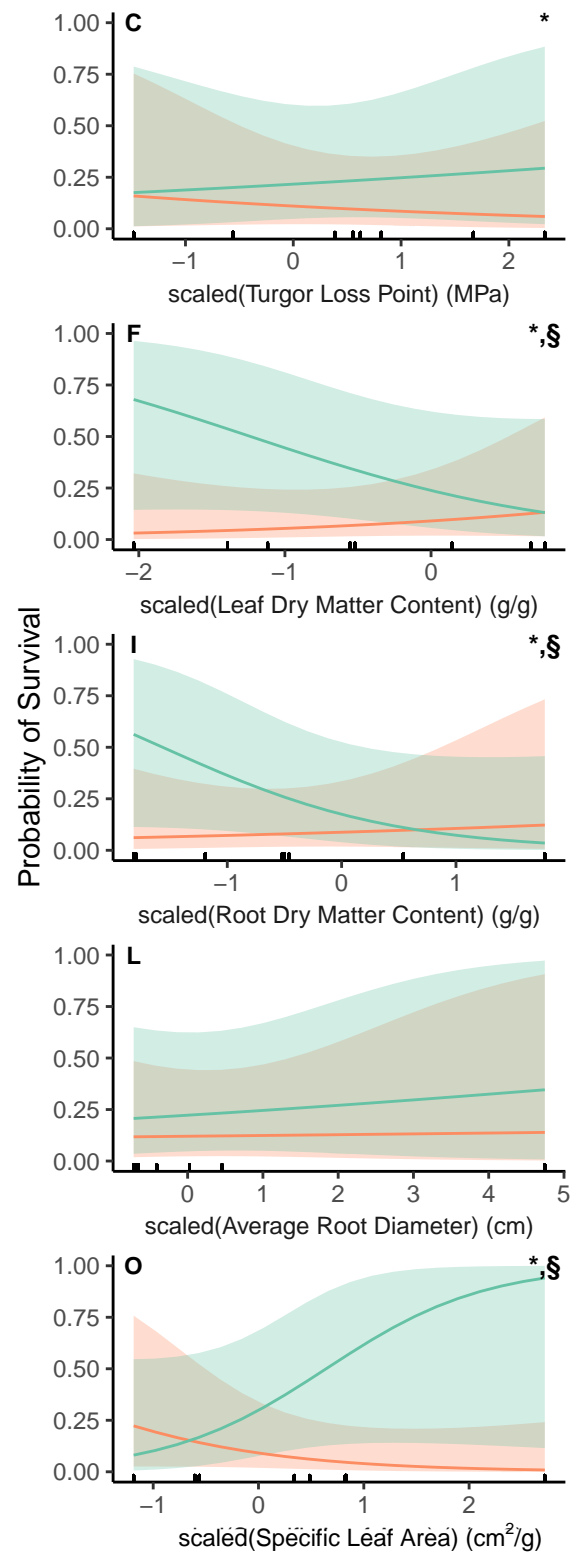 Probability of Survival
C
*
1.00
0.75
0.50
0.25
0.00
−1 0 1 2
scaled(Turgor Loss Point) (MPa)
F
*,§
1.00
0.75
0.50
0.25
0.00
−2 −1 0
scaled(Leaf Dry Matter Content) (g/g)
I
*,§
1.00
0.75
0.50
0.25
0.00
−1 0 1
scaled(Root Dry Matter Content) (g/g)
L
1.00
0.75
0.50
0.25
0.00
0 1 2 3 4 5
scaled(Average Root Diameter) (cm)
O
*,§
1.00
0.75
0.50
0.25
0.00
−1 0 1 2
scaled(Specific Leaf Area) (cm²/g)